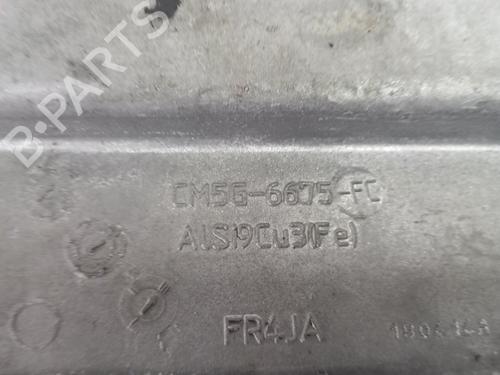 B-PARTS
CM5G-6675-FC
AlSi9Cu3(Fe)
FR4JA